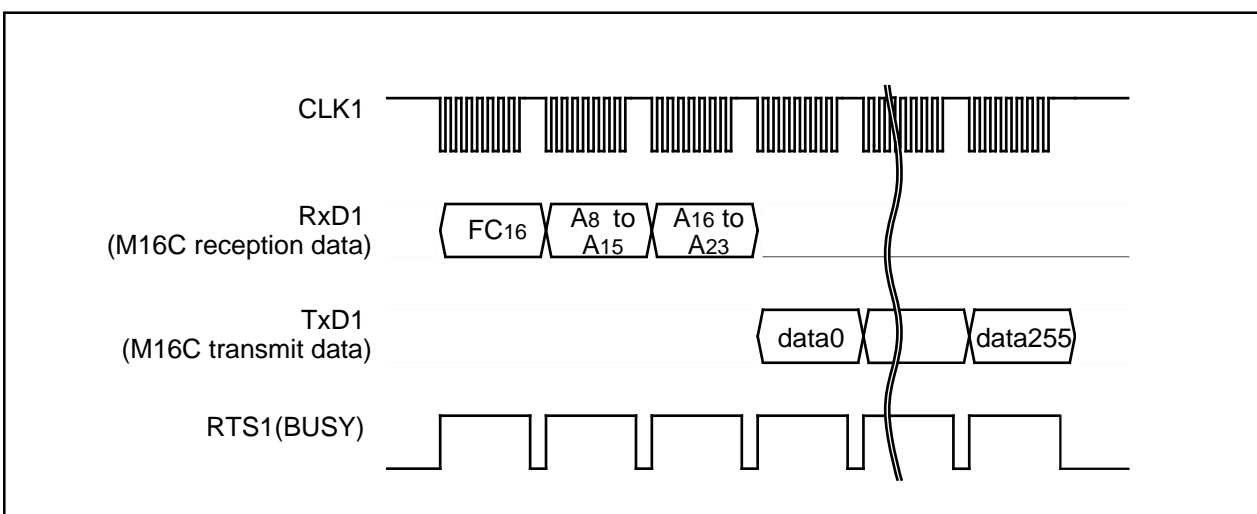 CLK1
RxD1
(M16C reception data)
FC16
A8 to
A15
A16 to
A23
TxD1
(M16C transmit data)
data0
data255
RTS1(BUSY)